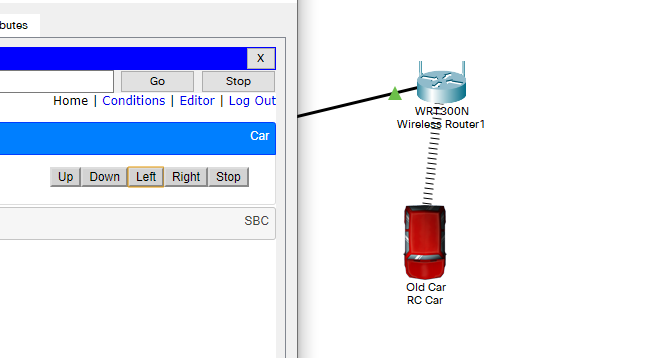 butes
X
Go Stop
Home | Conditions | Editor | Log Out
Car
Up Down Left Right Stop
SBC
WRT300N
Wireless Router1
Old Car
RC Car